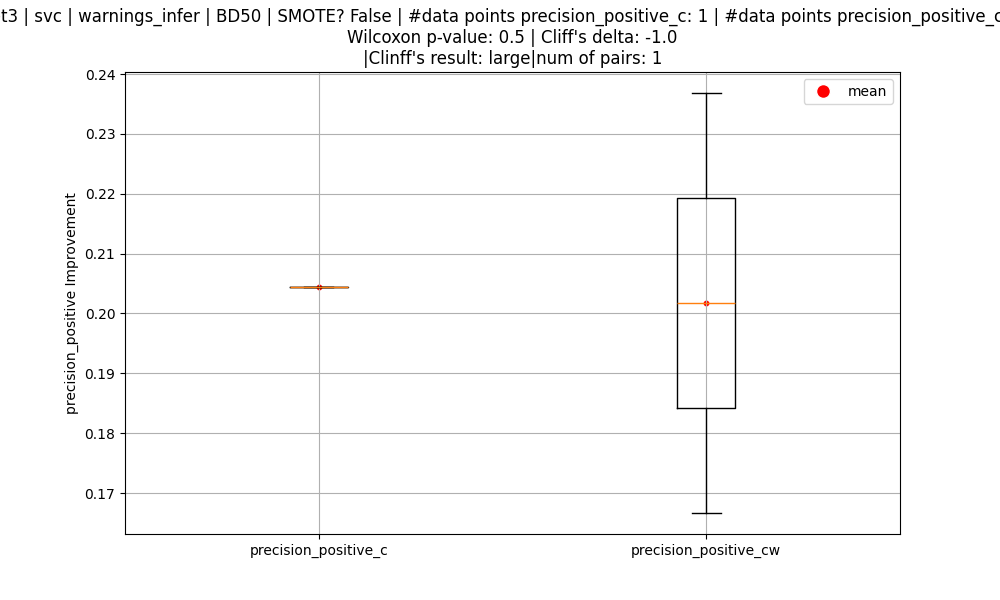 t3 | svc | warnings_infer | BD50 | SMOTE? False | #data points precision_positive_c: 1 | #data points precision_positive_c
Wilcoxon p-value: 0.5 | Cliff's delta: -1.0
|Clinff's result: large|num of pairs: 1
mean
precision_positive Improvement
0.24
0.23
0.22
0.21
0.20
0.19
0.18
0.17
precision_positive_c
precision_positive_cw